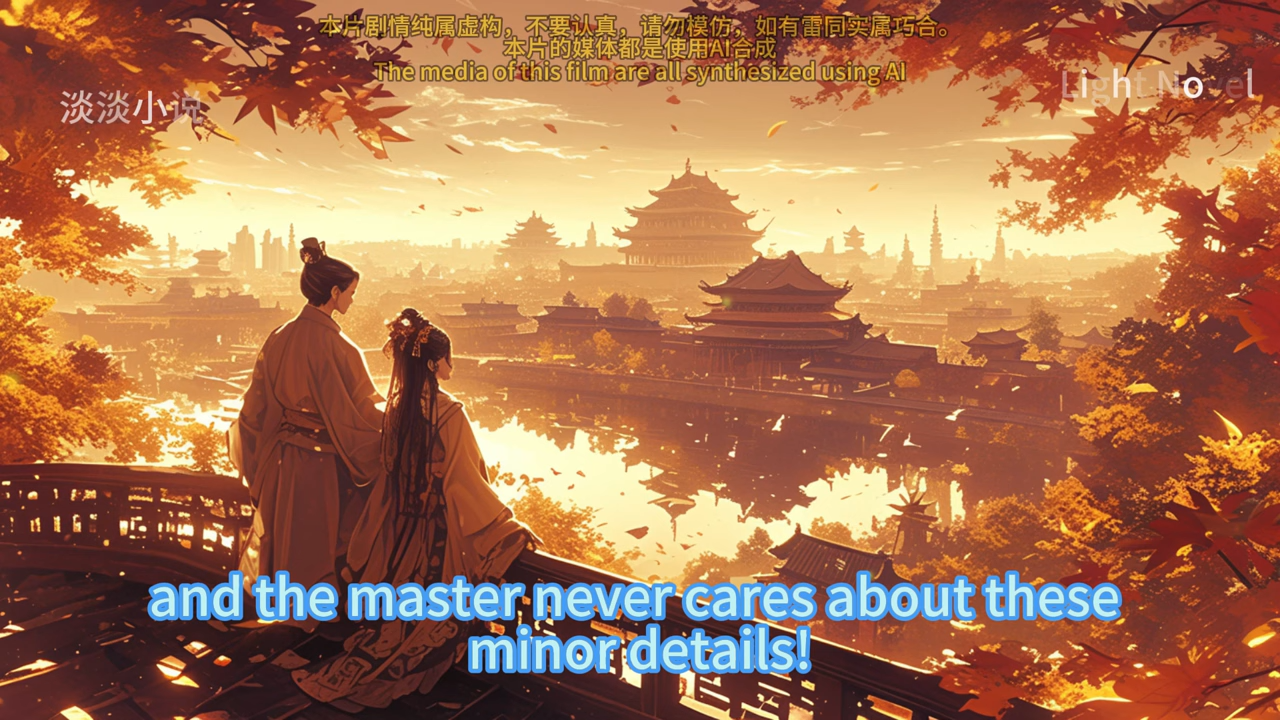 本片剧情纯属虚构，不要认真，请勿模仿，如有雷同实属巧合。
本片的媒体都是使用AI合成
The media of this film are all synthesized using AI
淡淡小说
Light Novel
and the master never cares about these
minor details!